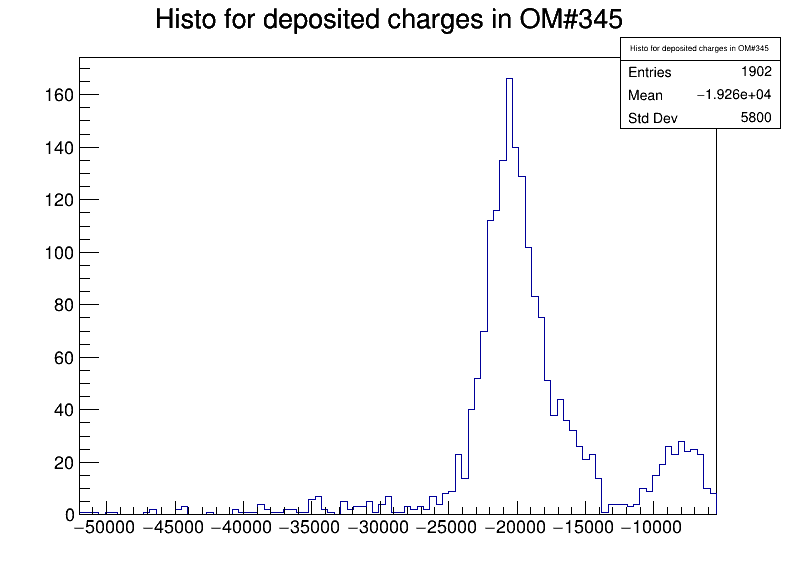 Histo for deposited charges in OM#345
Histo for deposited charges in OM#345
Entries 1902
Mean −1.926e+04
Std Dev 5800
160
140
120
100
80
60
40
20
0
−50000 −45000 −40000 −35000 −30000 −25000 −20000 −15000 −10000